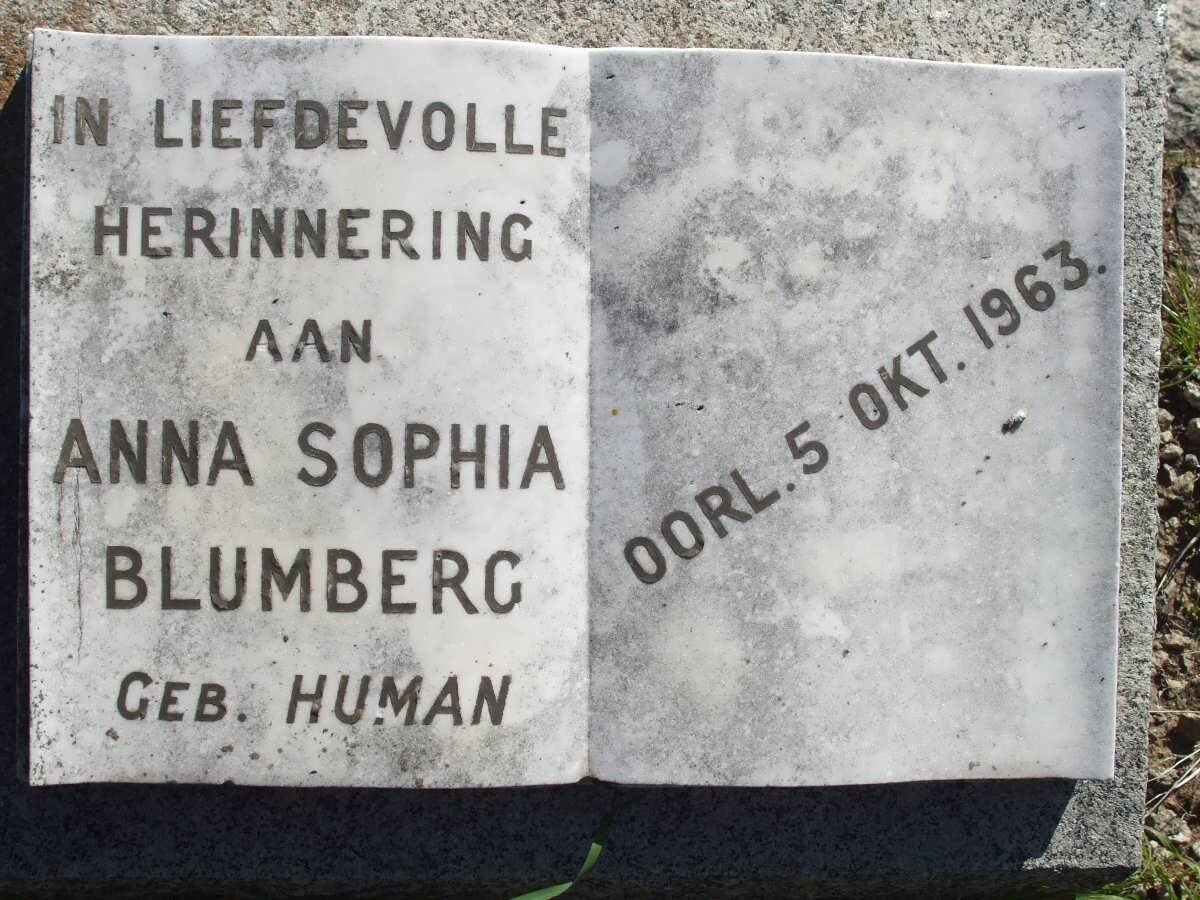 IN LIEFDEVOLLE
HERINNERING
AAN
ANNA SOPHIA
BLUMBERG
GEB. HUMAN
OORL. 5 OKT. 1963.